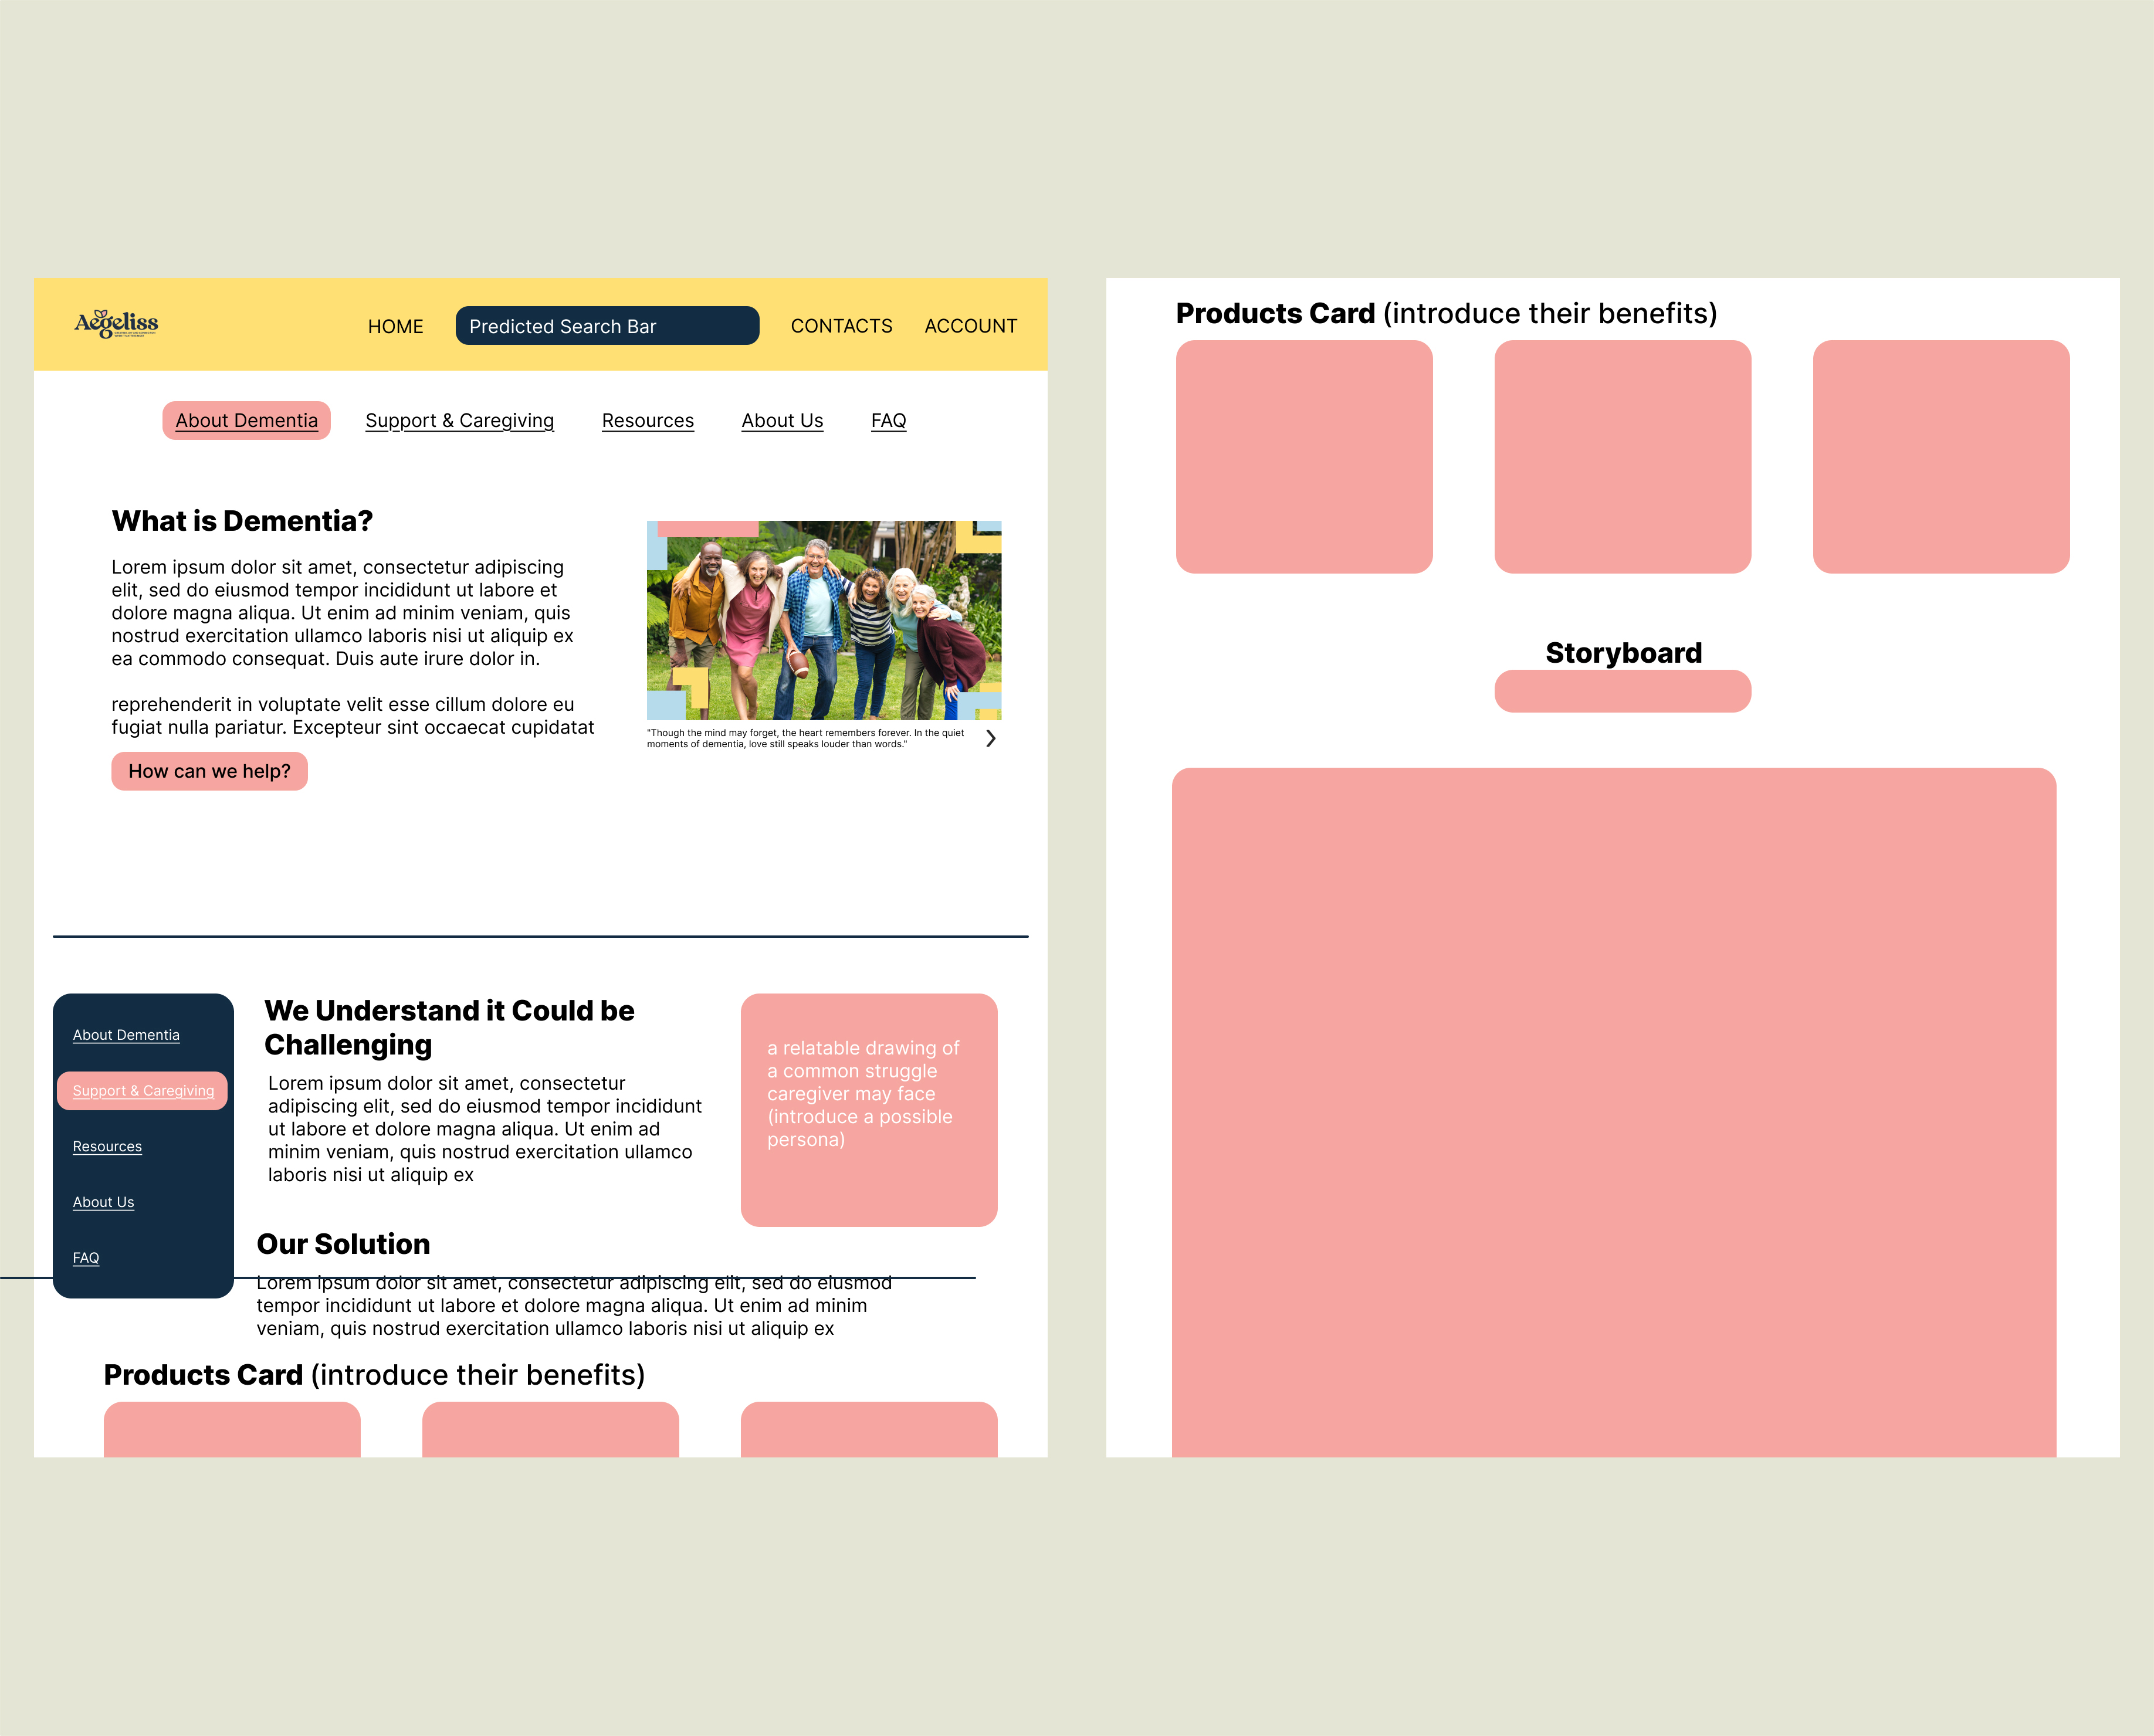 Aegeliss
HOME
Predicted Search Bar
CONTACTS
ACCOUNT
About Dementia
Support & Caregiving
Resources
About Us
FAQ
What is Dementia?
Lorem ipsum dolor sit amet, consectetur adipiscing
elit, sed do eiusmod tempor incididunt ut labore et
dolore magna aliqua. Ut enim ad minim veniam, quis
nostrud exercitation ullamco laboris nisi ut aliquip ex
ea commodo consequat. Duis aute irure dolor in.
reprehenderit in voluptate velit esse cillum dolore eu
fugiat nulla pariatur. Excepteur sint occaecat cupidatat
How can we help?
"Though the mind may forget, the heart remembers forever. In the quiet
moments of dementia, love still speaks louder than words."
About Dementia
Support & Caregiving
Resources
About Us
FAQ
We Understand it Could be
Challenging
Lorem ipsum dolor sit amet, consectetur
adipiscing elit, sed do eiusmod tempor incididunt
ut labore et dolore magna aliqua. Ut enim ad
minim veniam, quis nostrud exercitation ullamco
laboris nisi ut aliquip ex
a relatable drawing of
a common struggle
caregiver may face
(introduce a possible
persona)
Our Solution
Lorem ipsum dolor sit amet, consectetur adipiscing elit, sed do eiusmod
tempor incididunt ut labore et dolore magna aliqua. Ut enim ad minim
veniam, quis nostrud exercitation ullamco laboris nisi ut aliquip ex
Products Card (introduce their benefits)
Products Card (introduce their benefits)
Storyboard